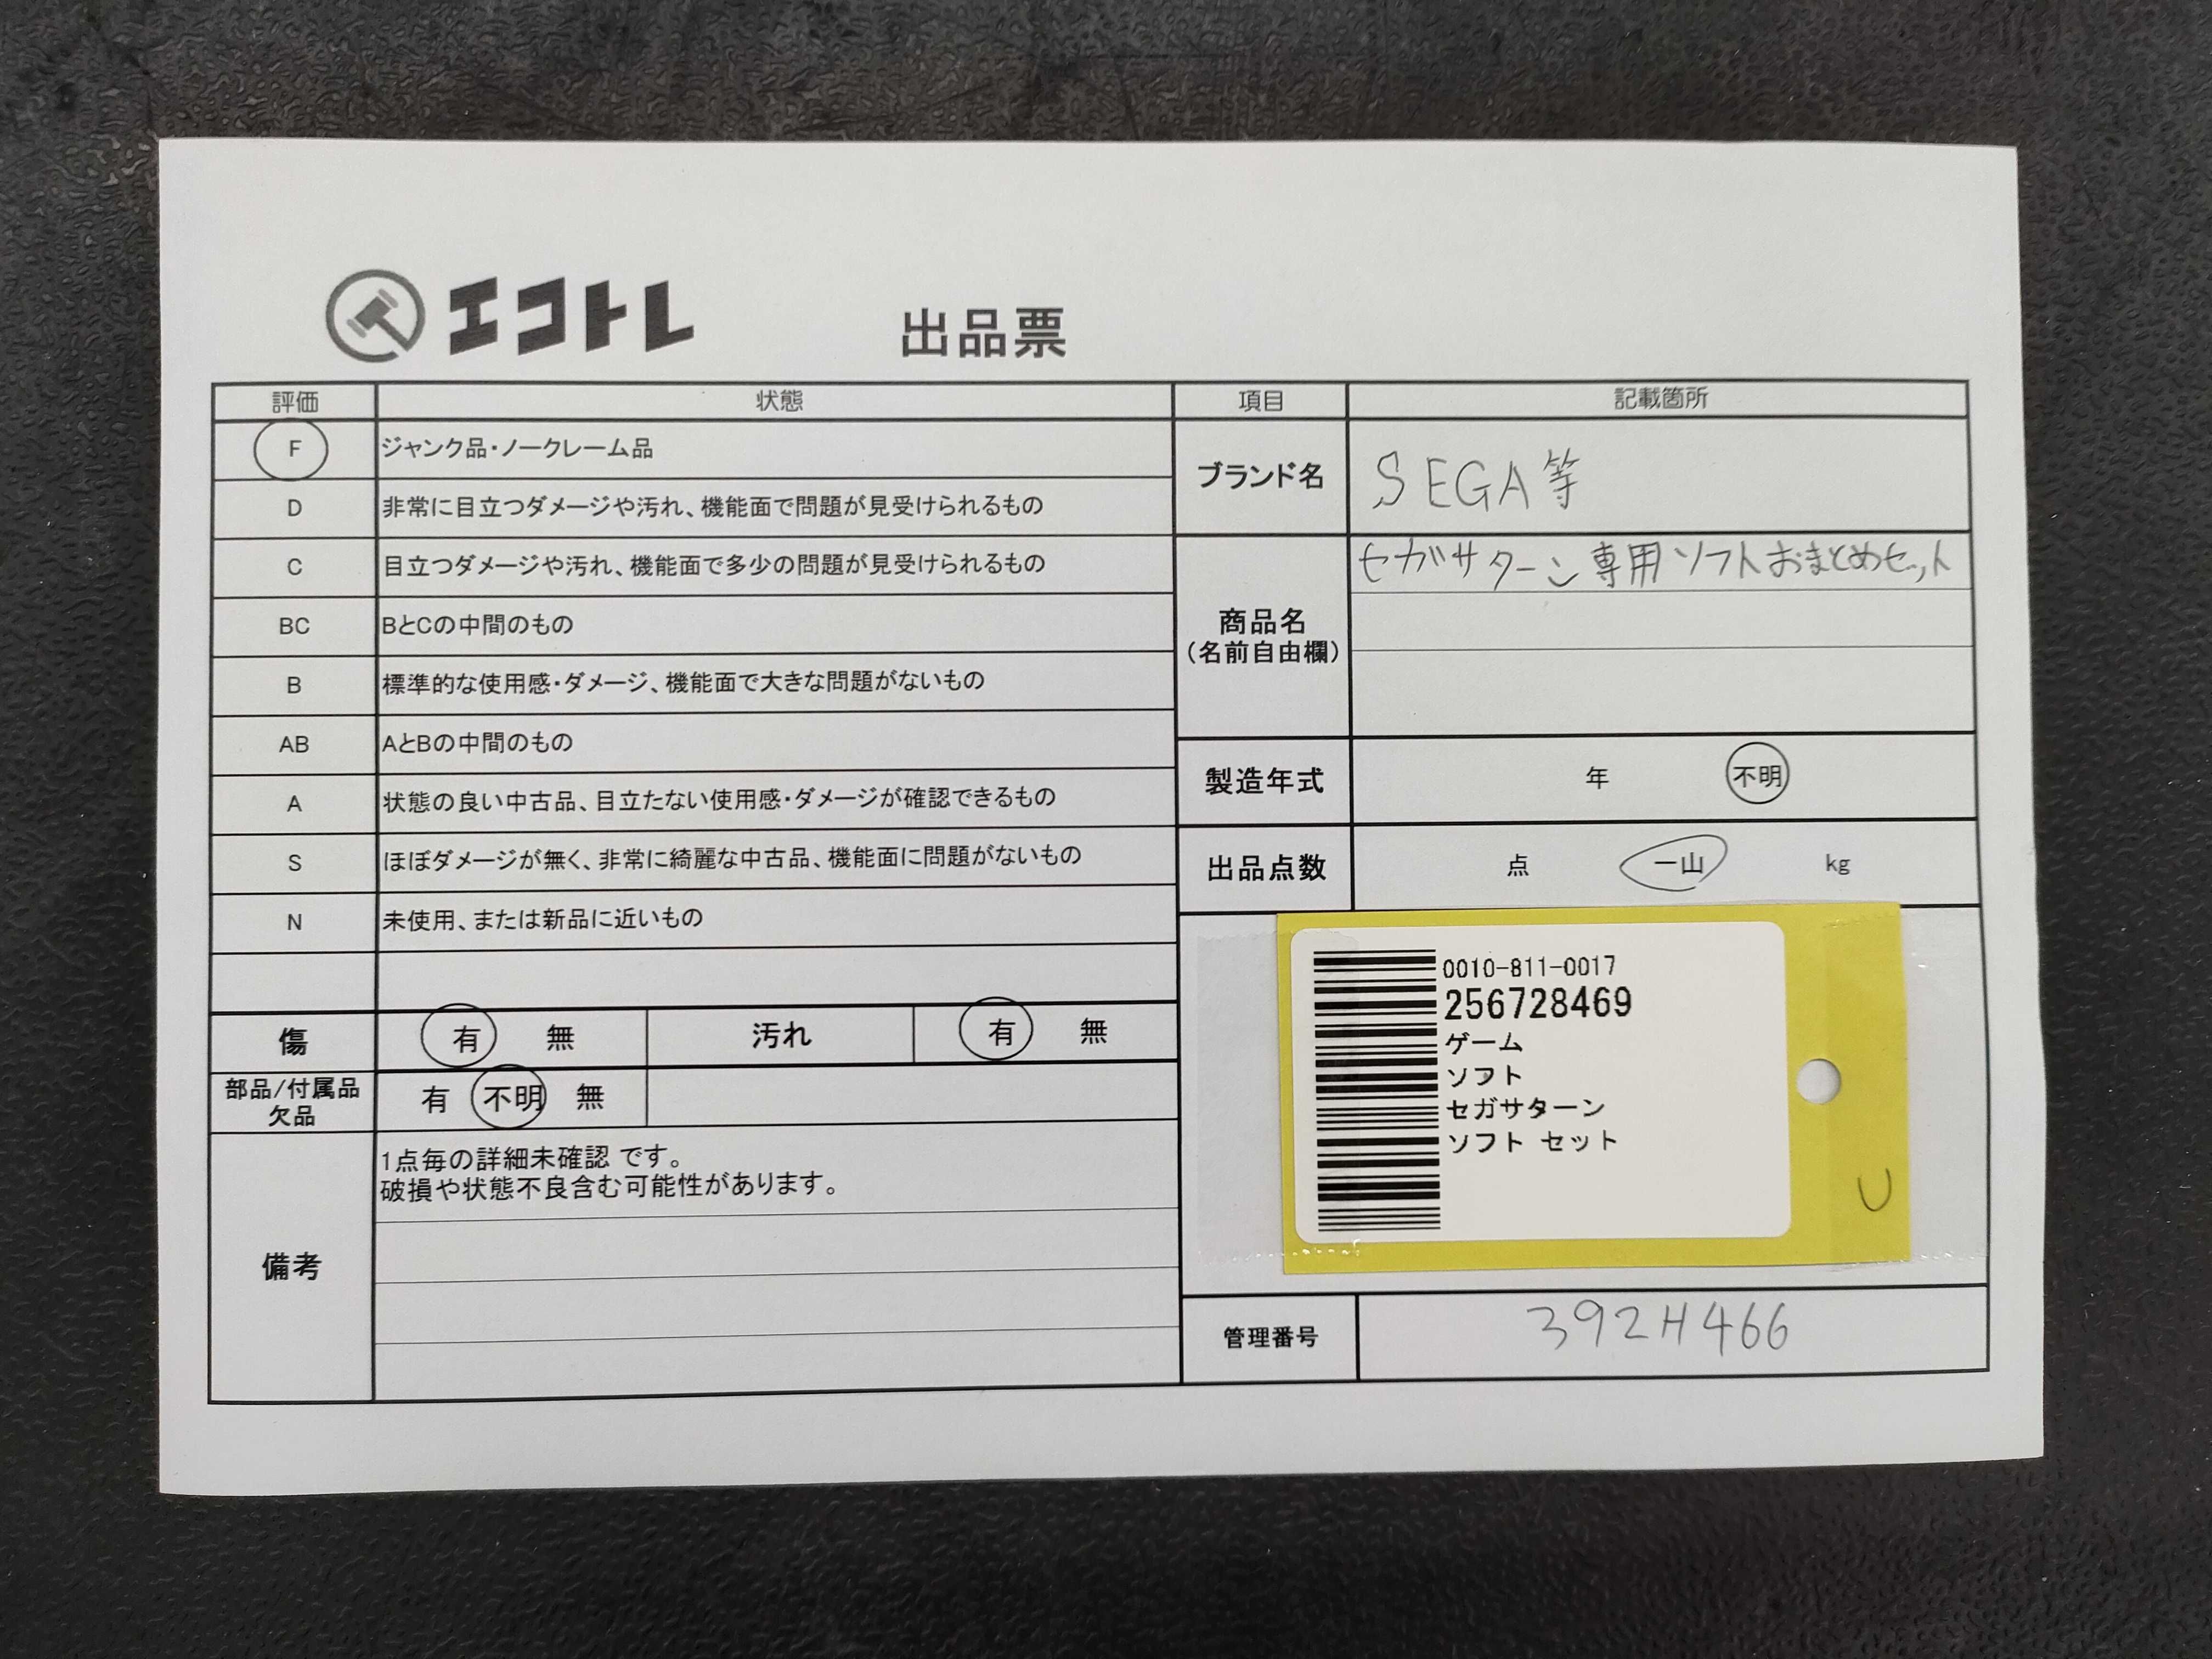 エコトレ
出品票
評価 状態
F ジャンク品・ノークレーム品
D 非常に目立つダメージや汚れ、機能面で問題が見受けられるもの
C 目立つダメージや汚れ、機能面で多少の問題が見受けられるもの
BC BとCの中間のもの
B 標準的な使用感・ダメージ、機能面で大きな問題がないもの
AB AとBの中間のもの
A 状態の良い中古品、目立たない使用感・ダメージが確認できるもの
S ほぼダメージが無く、非常に綺麗な中古品、機能面に問題がないもの
N 未使用、または新品に近いもの
傷 有 無 汚れ 有 無
部品/付属品
欠品
有 不明 無
備考
1点毎の詳細未確認 です。
破損や状態不良含む可能性があります。
項目 記載箇所
ブランド名 SEGA等
商品名
(名前自由欄)
セガサターン専用ソフトおまとめセット
製造年式 年 不明
出品点数 点 一山 kg
0010-811-0017
256728469
ゲーム
ソフト
セガサターン
ソフト セット
U
管理番号 392H466